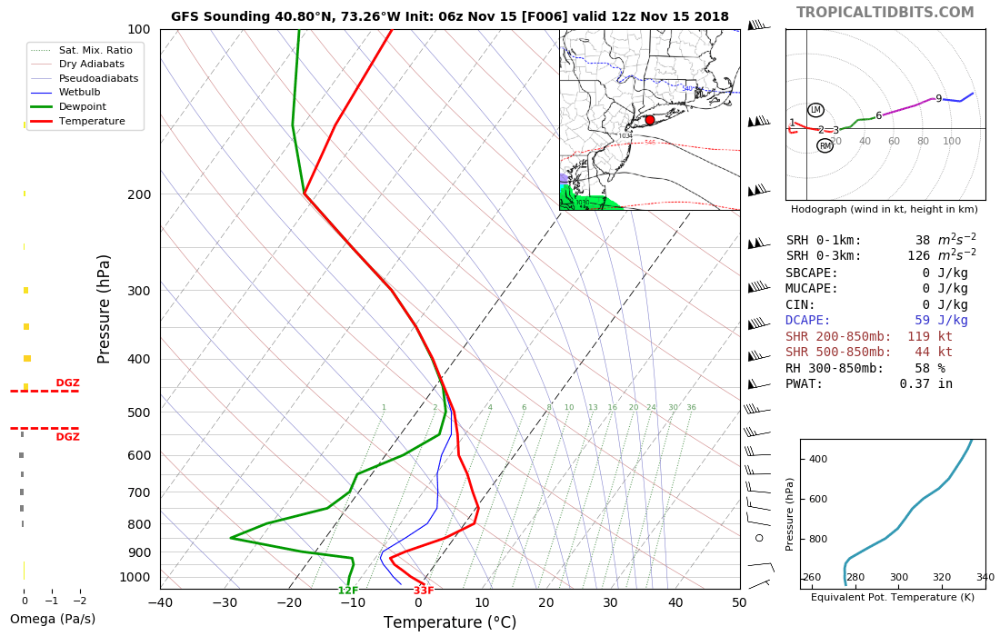 GFS Sounding 40.80°N, 73.26°W Init: 06z Nov 15 [F006] valid 12z Nov 15 2018
TROPICALTIDBITS.COM
Sat. Mix. Ratio
Dry Adiabats
Pseudoadiabats
Wetbulb
Dewpoint
Temperature
DGZ
DGZ
0 −1 −2
Omega (Pa/s)
Pressure (hPa)
100
200
300
400
500
600
700
800
900
1000
1 2 4 6 8 10 13 16 20 24 30 36
12F 33F
−40 −30 −20 −10 0 10 20 30 40 50
Temperature (°C)
540
1034
546
1030
1 2 3 6 9
LM
RM
20 40 60 80 100
Hodograph (wind in kt, height in km)
SRH 0-1km: 38 m²s⁻²
SRH 0-3km: 126 m²s⁻²
SBCAPE: 0 J/kg
MUCAPE: 0 J/kg
CIN: 0 J/kg
DCAPE: 59 J/kg
SHR 200-850mb: 119 kt
SHR 500-850mb: 44 kt
RH 300-850mb: 58 %
PWAT: 0.37 in
Pressure (hPa)
400
600
800
260 280 300 320 340
Equivalent Pot. Temperature (K)